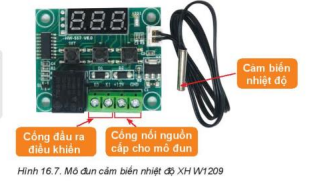 888
Cảm biến
nhiệt độ
Cổng đầu ra
điều khiển
Cổng nối nguồn
cấp cho mô đun
Hình 16.7. Mô đun cảm biến nhiệt độ XH W1209